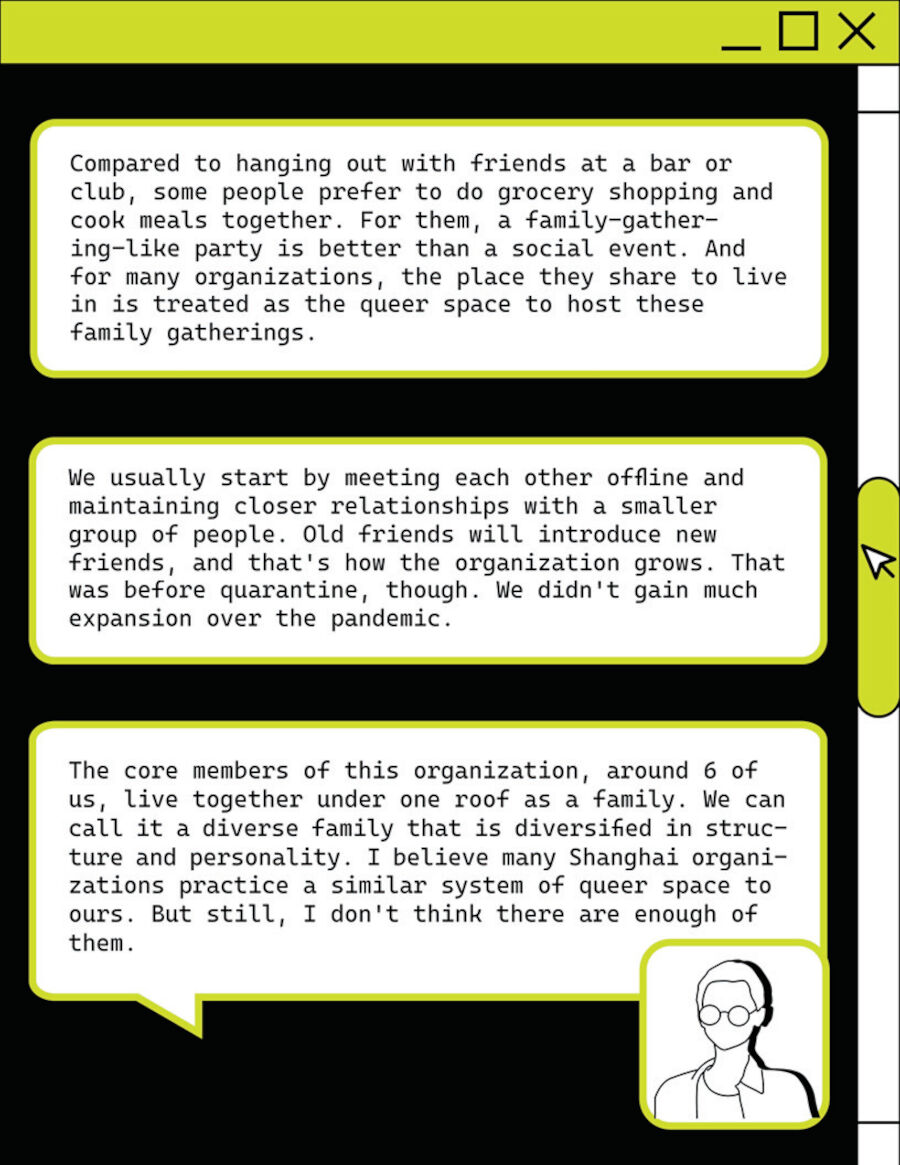 Compared to hanging out with friends at a bar or
club, some people prefer to do grocery shopping and
cook meals together. For them, a family-gather-
ing-like party is better than a social event. And
for many organizations, the place they share to live
in is treated as the queer space to host these
family gatherings.
We usually start by meeting each other offline and
maintaining closer relationships with a smaller
group of people. Old friends will introduce new
friends, and that's how the organization grows. That
was before quarantine, though. We didn't gain much
expansion over the pandemic.
The core members of this organization, around 6 of
us, live together under one roof as a family. We can
call it a diverse family that is diversified in struc-
ture and personality. I believe many Shanghai organi-
zations practice a similar system of queer space to
ours. But still, I don't think there are enough of
them.